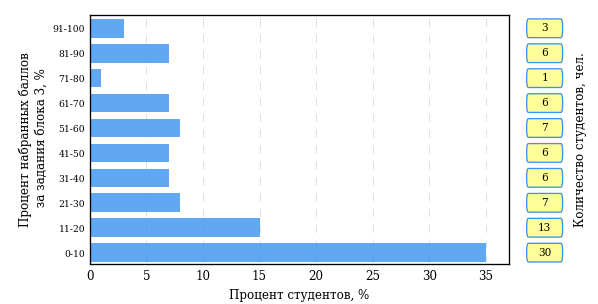 Процент набранных баллов
за задания блока 3, %
91-100 3
81-90 6
71-80 1
61-70 6
51-60 7
41-50 6
31-40 6
21-30 7
11-20 13
0-10 30
0 5 10 15 20 25 30 35
Процент студентов, %
Количество студентов, чел.